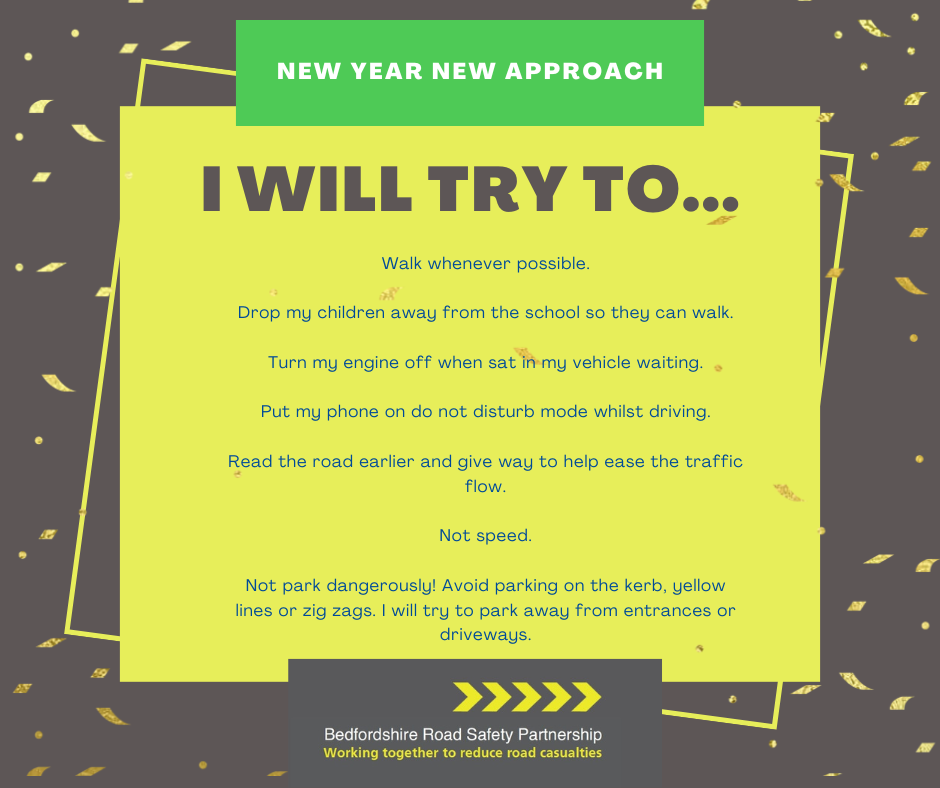 NEW YEAR NEW APPROACH
I WILL TRY TO...
Walk whenever possible.
Drop my children away from the school so they can walk.
Turn my engine off when sat in my vehicle waiting.
Put my phone on do not disturb mode whilst driving.
Read the road earlier and give way to help ease the traffic
flow.
Not speed.
Not park dangerously! Avoid parking on the kerb, yellow
lines or zig zags. I will try to park away from entrances or
driveways.
Bedfordshire Road Safety Partnership
Working together to reduce road casualties